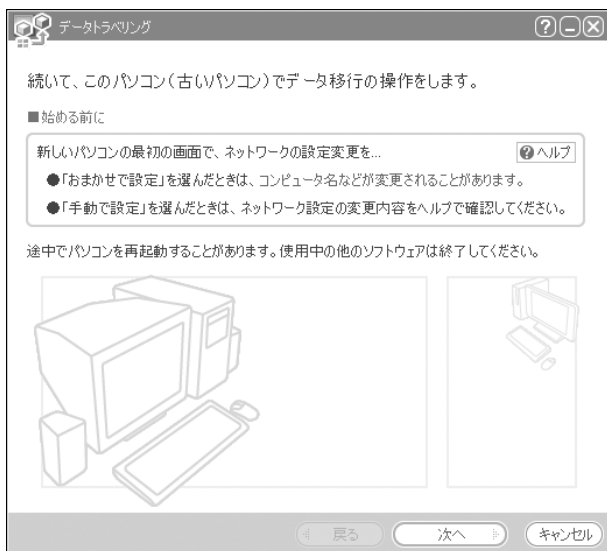 データトラベリング
続いて、このパソコン(古いパソコン)でデータ移行の操作をします。
■始める前に
新しいパソコンの最初の画面で、ネットワークの設定変更を...
ヘルプ
●「おまかせで設定」を選んだときは、コンピュータ名などが変更されることがあります。
●「手動で設定」を選んだときは、ネットワーク設定の変更内容をヘルプで確認してください。
途中でパソコンを再起動することがあります。使用中の他のソフトウェアは終了してください。
戻る
次へ
キャンセル